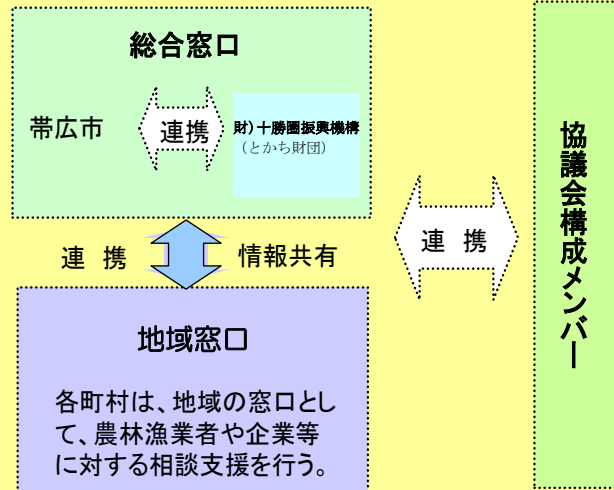 総合窓口
帯広市
連携
財)十勝圏振興機構
(とかち財団)
連 携
情報共有
地域窓口
各町村は、地域の窓口とし
て、農林漁業者や企業等
に対する相談支援を行う。
連 携
協議会構成メンバー